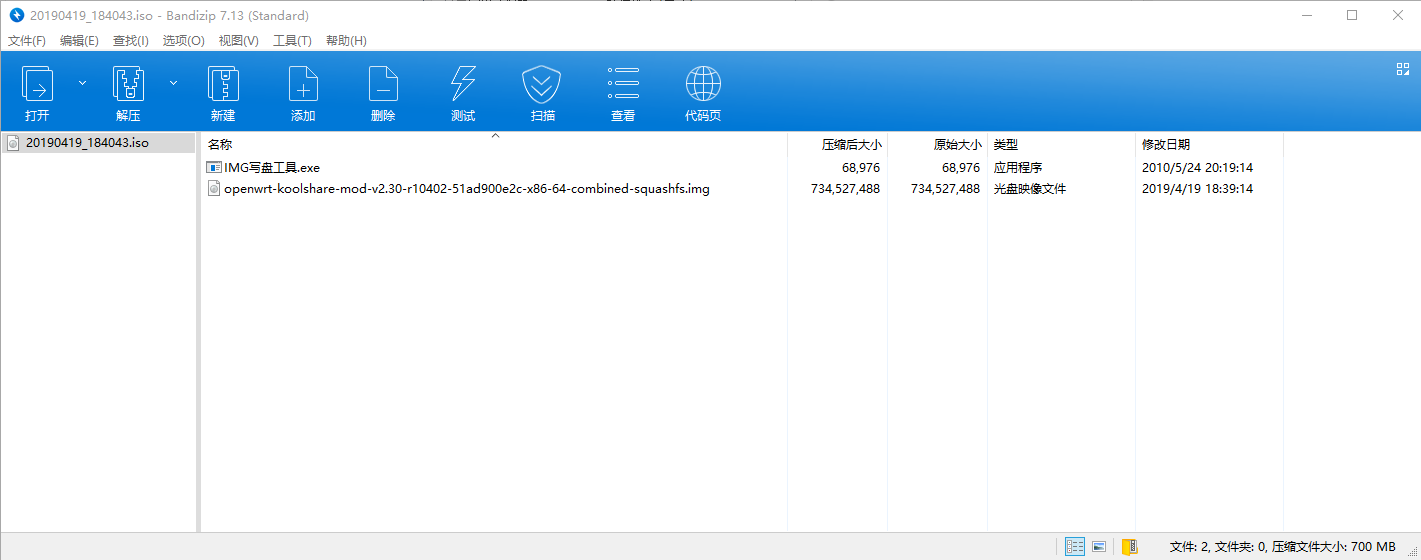 20190419_184043.iso - Bandizip 7.13 (Standard)
文件(F) 编辑(E) 查找(I) 选项(O) 视图(V) 工具(T) 帮助(H)
打开 解压 新建 添加 删除 测试 扫描 查看 代码页
20190419_184043.iso
名称 压缩后大小 原始大小 类型 修改日期
IMG写盘工具.exe 68,976 68,976 应用程序 2010/5/24 20:19:14
openwrt-koolshare-mod-v2.30-r10402-51ad900e2c-x86-64-combined-squashfs.img 734,527,488 734,527,488 光盘映像文件 2019/4/19 18:39:14
文件: 2, 文件夹: 0, 压缩文件大小: 700 MB